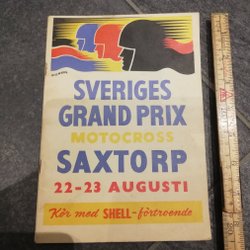 SVERIGES
GRAND PRIX
MOTOCROSS
SAXTORP
22-23 AUGUSTI
Kör med SHELL-förtroende